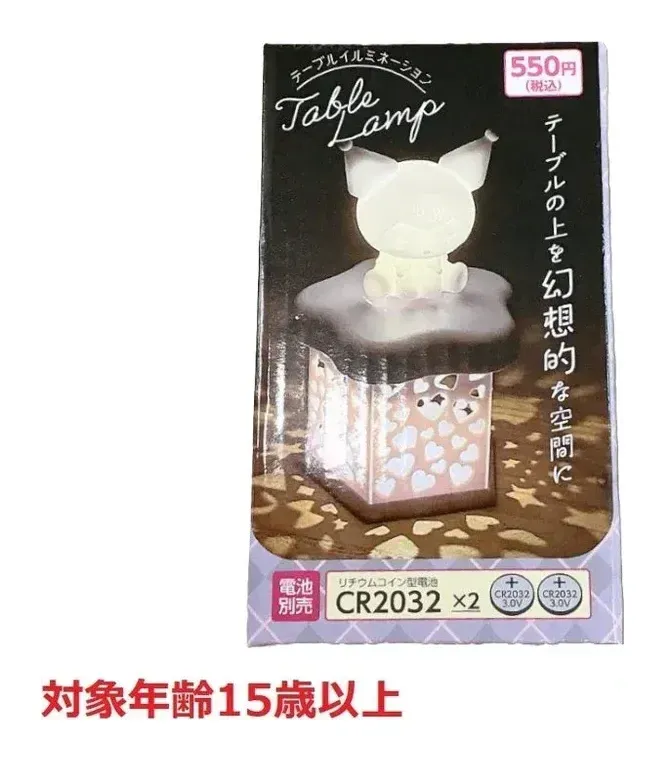 テーブルイルミネーション
Table
Lamp
550円
(税込)
テーブルの上を幻想的な空間に
電池
別売
リチウムコイン型電池
CR2032 ×2
+
CR2032
3.0V
+
CR2032
3.0V
対象年齢15歳以上